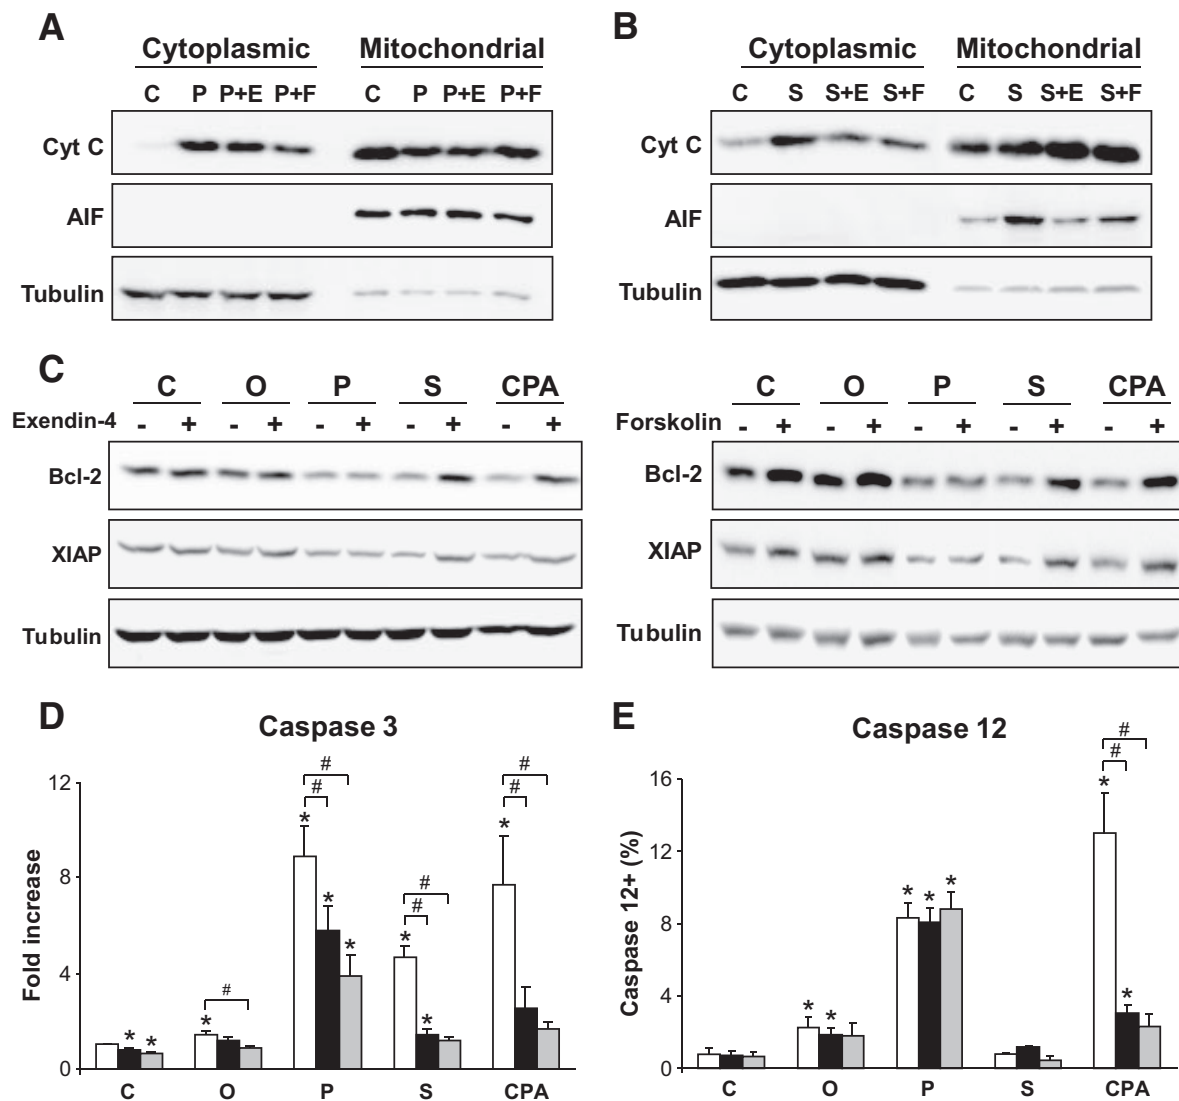 A
Cytoplasmic Mitochondrial
C P P+E P+F C P P+E P+F
Cyt C
AIF
Tubulin
B
Cytoplasmic Mitochondrial
C S S+E S+F C S S+E S+F
Cyt C
AIF
Tubulin
C
C O P S CPA
Exendin-4 - + - + - + - + - +
Bcl-2
XIAP
Tubulin
C O P S CPA
Forskolin - + - + - + - + - +
Bcl-2
XIAP
Tubulin
D
Caspase 3
Fold increase
12
8
4
0
* * * # * # # * * * # # * * # # *
C O P S CPA
E
Caspase 12
Caspase 12+ (%)
16
12
8
4
0
* * * * * # # * *
C O P S CPA